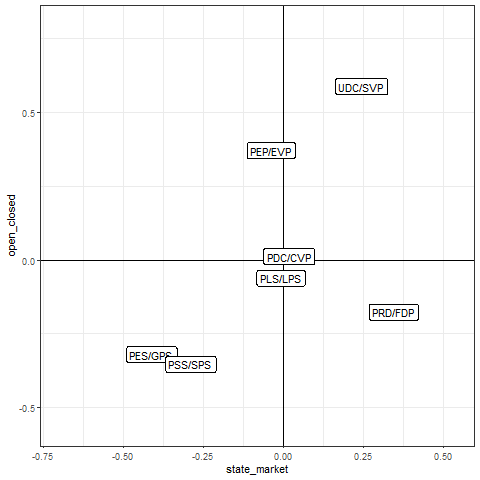 UDC/SVP
0.5
PEP/EVP
open_closed
PDC/CVP
0.0
PLS/LPS
PRD/FDP
PES/GPS
PSS/SPS
-0.5
-0.75 -0.50 -0.25 0.00 0.25 0.50
state_market